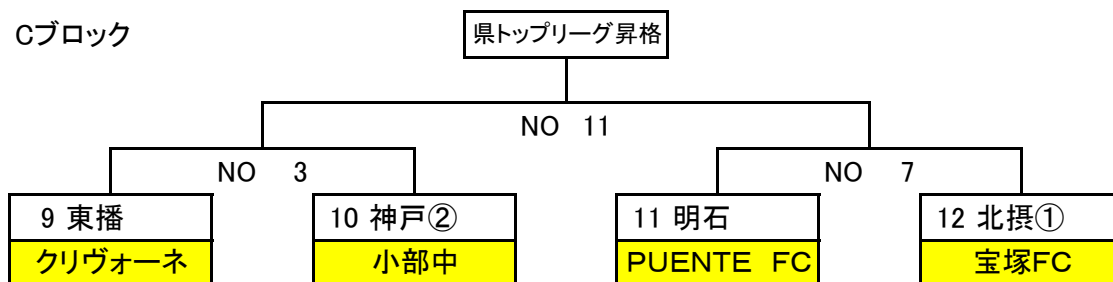 Cブロック
県トップリーグ昇格
NO 11
NO 3
NO 7
9 東播
10 神戸②
11 明石
12 北摂①
クリヴォーネ
小部中
PUENTE FC
宝塚FC